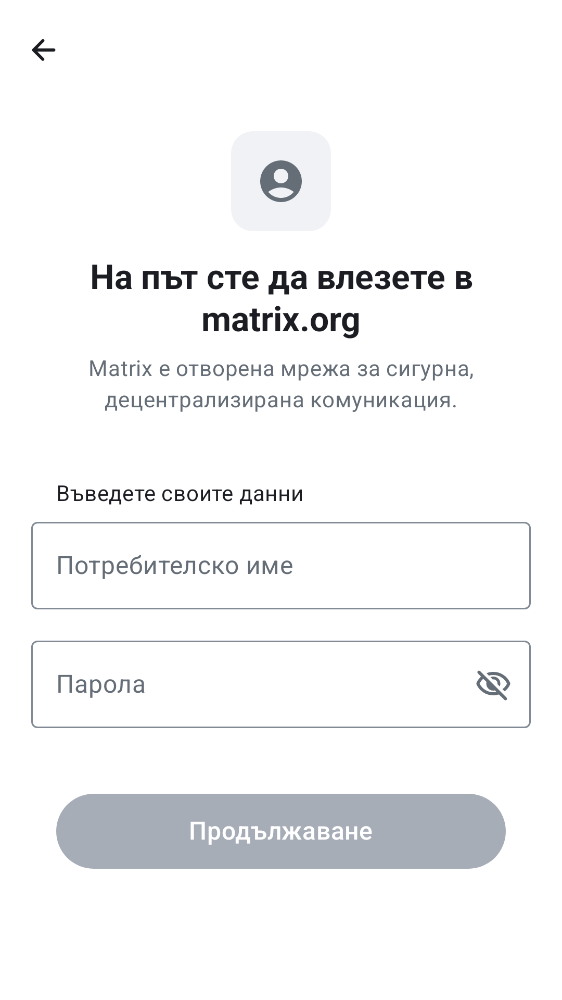 На път сте да влезете в
matrix.org
Matrix е отворена мрежа за сигурна,
децентрализирана комуникация.
Въведете своите данни
Потребителско име
Парола
Продължаване